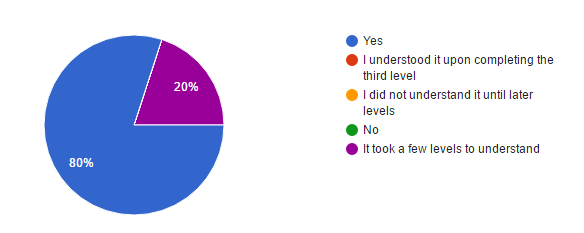 20%
80%
Yes
I understood it upon completing the
third level
I did not understand it until later
levels
No
It took a few levels to understand